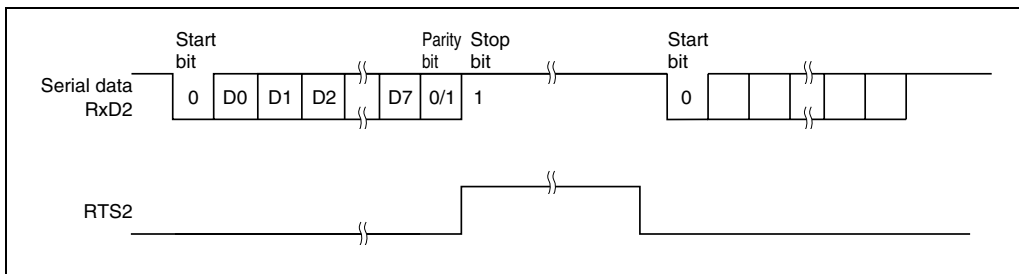 Start bit
Parity bit
Stop bit
Start bit
Serial data RxD2
0 D0 D1 D2 D7 0/1 1 0
RTS2